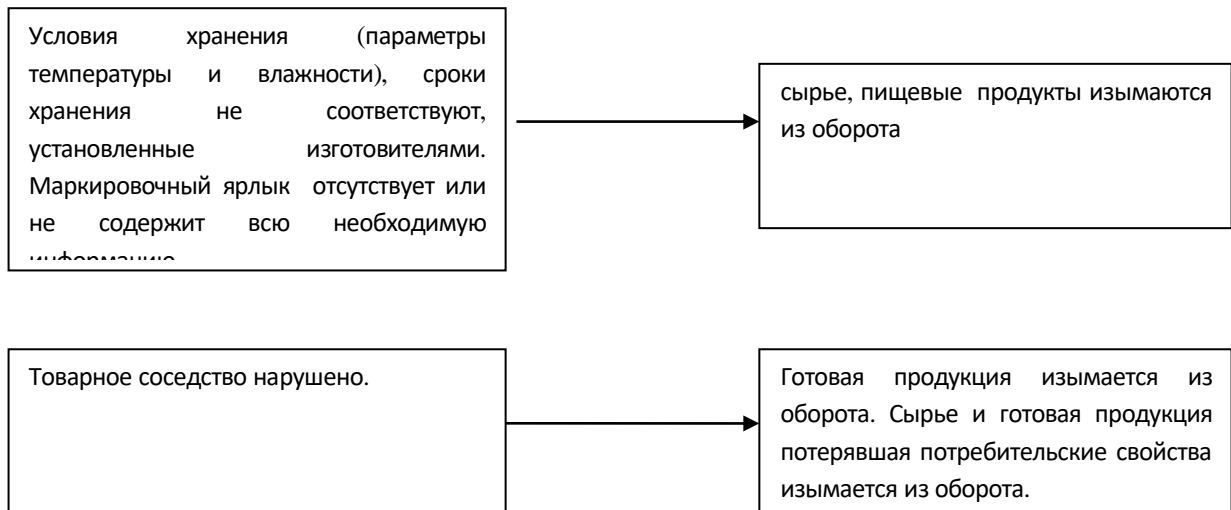 Условия хранения (параметры
температуры и влажности), сроки
хранения не соответствуют,
установленные изготовителями.
Маркировочный ярлык отсутствует или
не содержит всю необходимую
сырье, пищевые продукты изымаются
из оборота
Товарное соседство нарушено.
Готовая продукция изымается из
оборота. Сырье и готовая продукция
потерявшая потребительские свойства
изымается из оборота.